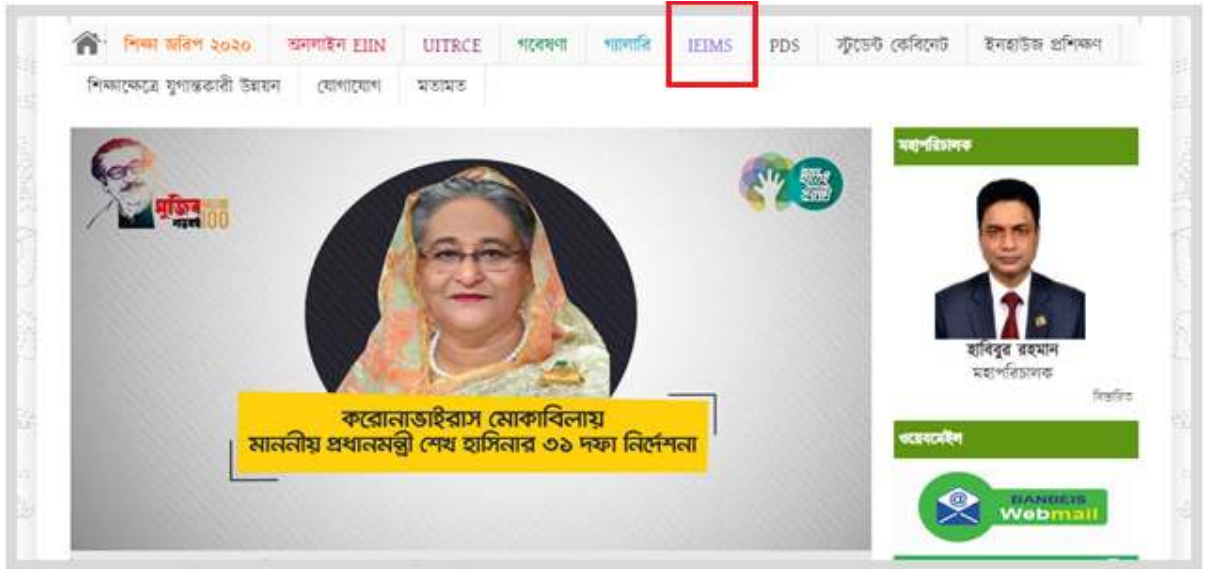 শিক্ষা জরিপ ২০২০ অনলাইন EIIN UITRCE গবেষণা গ্যালারি IEIMS PDS স্টুডেন্ট কেবিনেট ইনহাউজ প্রশিক্ষণ
শিক্ষাক্ষেত্রে যুগান্তকারী উন্নয়ন যোগাযোগ মতামত
মুজিব
100
করোনাভাইরাস মোকাবিলায়
মাননীয় প্রধানমন্ত্রী শেখ হাসিনার ৩১ দফা নির্দেশনা
মহাপরিচালক
হাবিবুর রহমান
মহাপরিচালক
বিস্তারিত
ওয়েবমেইল
BANBEIS
Webmail